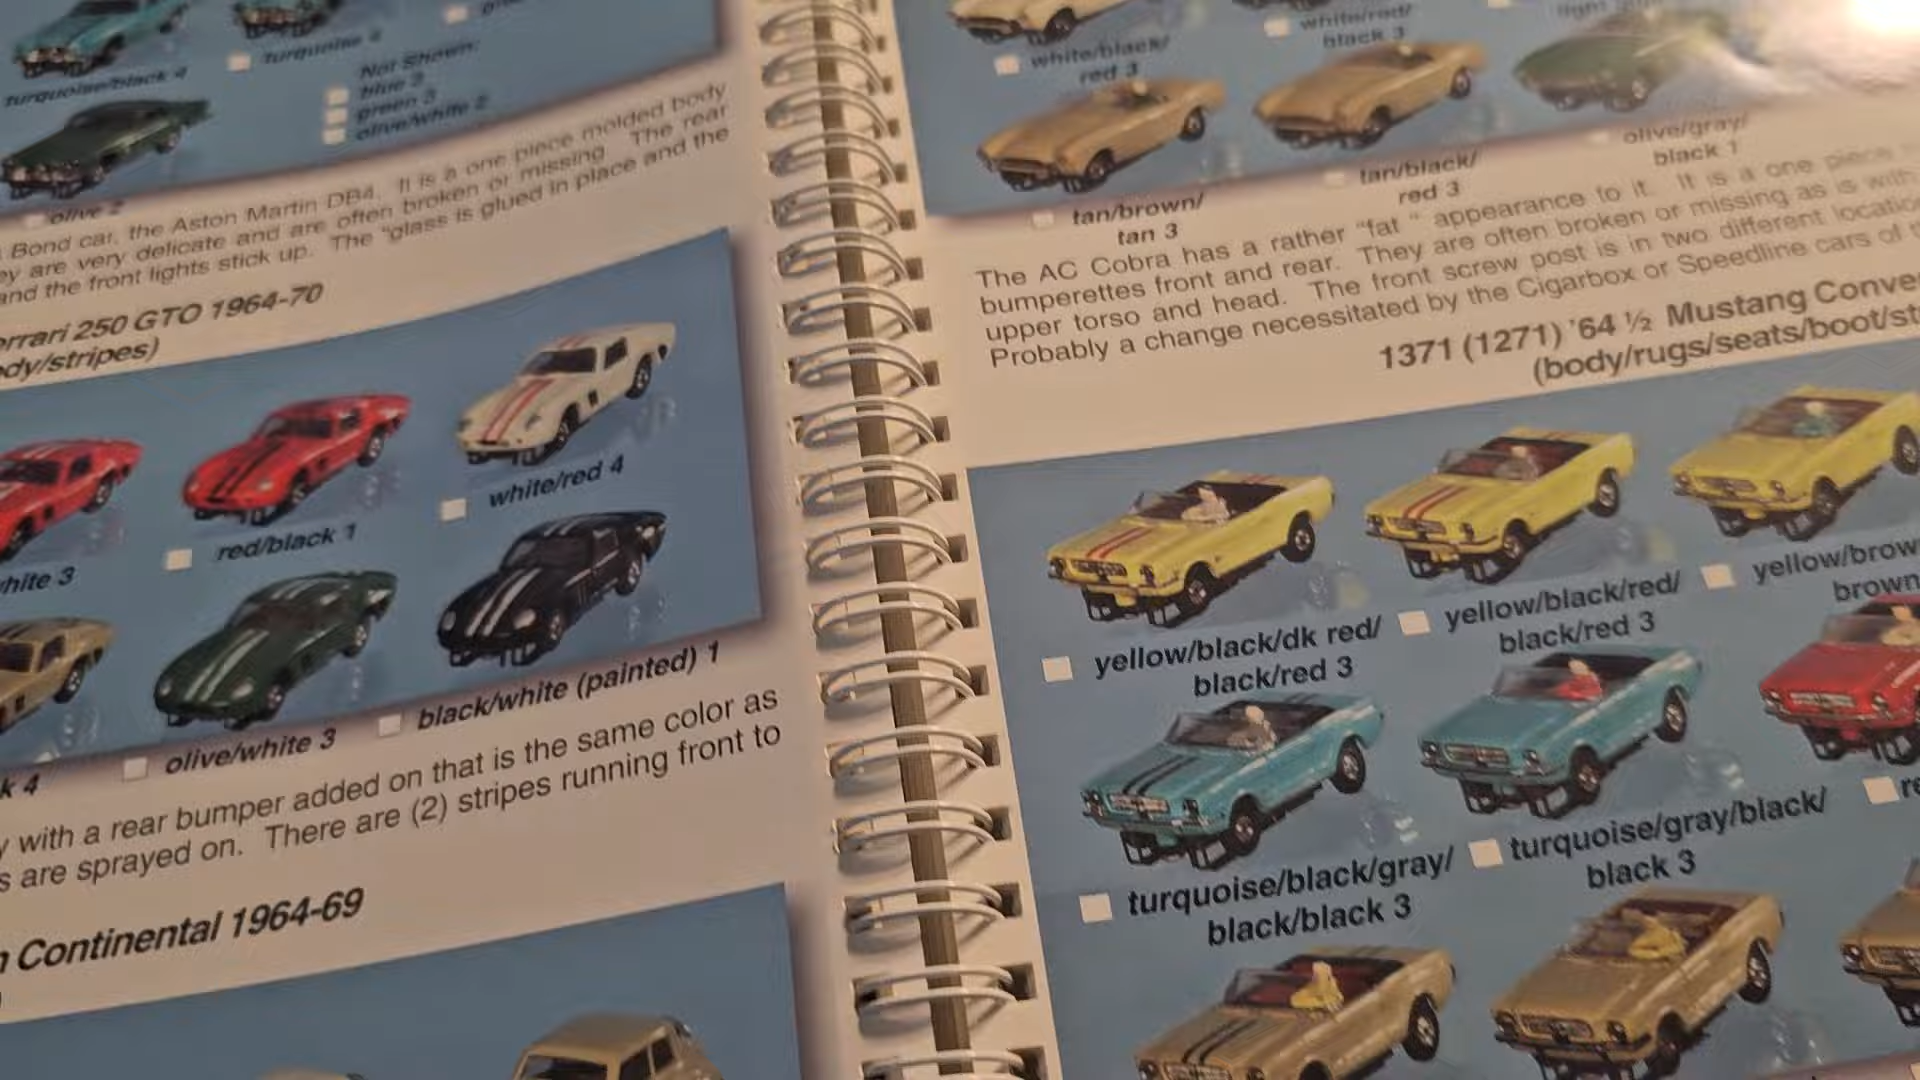 turquoise/black 4
turquoise 2
Not Shown:
blue 3
green 3
olive/white 2
olive 2
Bond car, the Aston Martin DB4. It is a one piece molded body
ey are very delicate and are often broken or missing. The rear
and the front lights stick up. The "glass is glued in place and the
errari 250 GTO 1964-70
dy/stripes)
white/red 4
red/black 1
hite 3
black/white (painted) 1
olive/white 3
k 4
y with a rear bumper added on that is the same color as
s are sprayed on. There are (2) stripes running front to
n Continental 1964-69
)
white/black/
red 3
white/red/
black 3
light
tan/brown/
tan 3
tan/black/
red 3
olive/gray/
black 1
The AC Cobra has a rather "fat " appearance to it. It is a one piece
bumperettes front and rear. They are often broken or missing as is with
upper torso and head. The front screw post is in two different location
Probably a change necessitated by the Cigarbox or Speedline cars of t
1371 (1271) '64 ½ Mustang Conve
(body/rugs/seats/boot/st
yellow/black/dk red/
black/red 3
yellow/black/red/
black/red 3
yellow/brow
brown
turquoise/black/gray/
black/black 3
turquoise/gray/black/
black 3
re